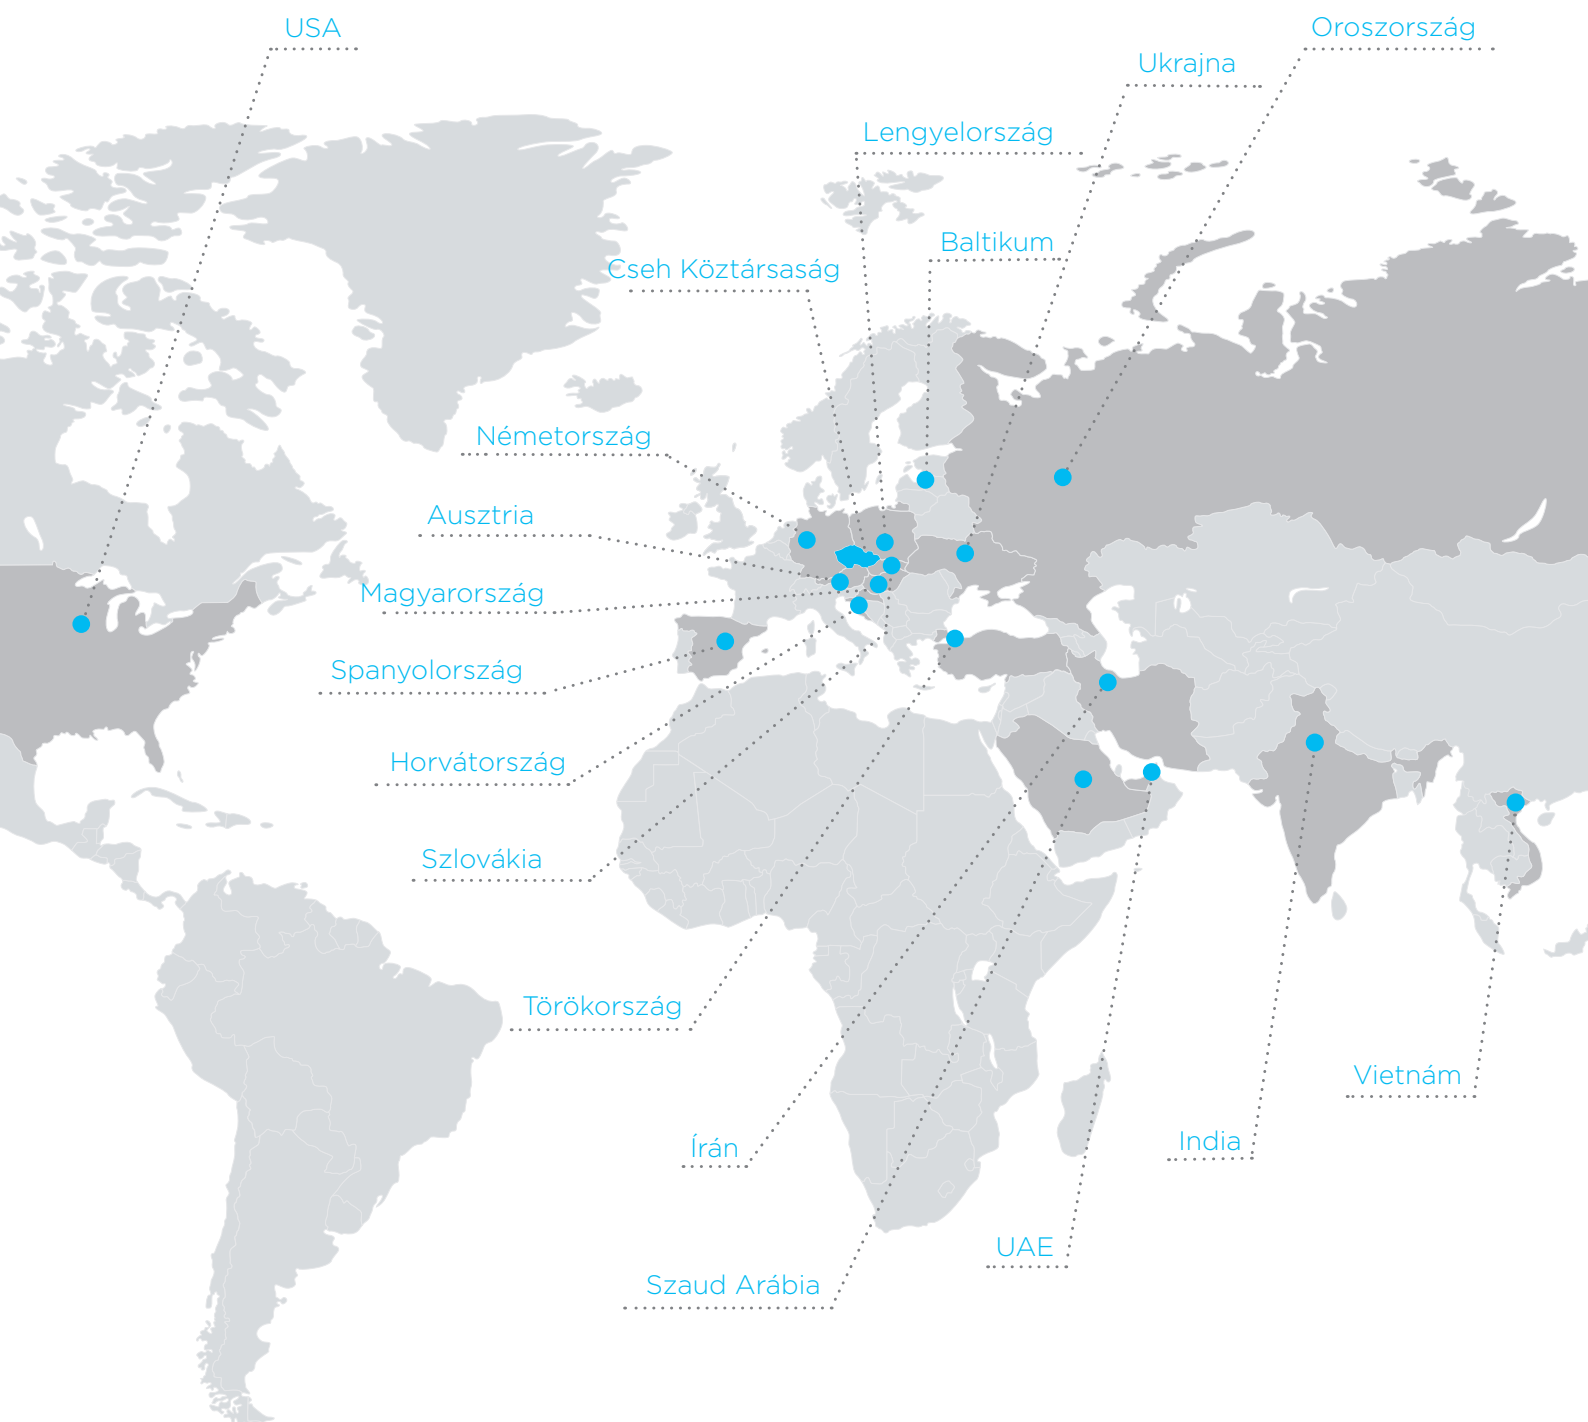 USA
Oroszország
Ukrajna
Lengyelország
Baltikum
Cseh Köztársaság
Németország
Ausztria
Magyarország
Spanyolország
Horvátország
Szlovákia
Törökország
Vietnám
India
Írán
UAE
Szaud Arábia